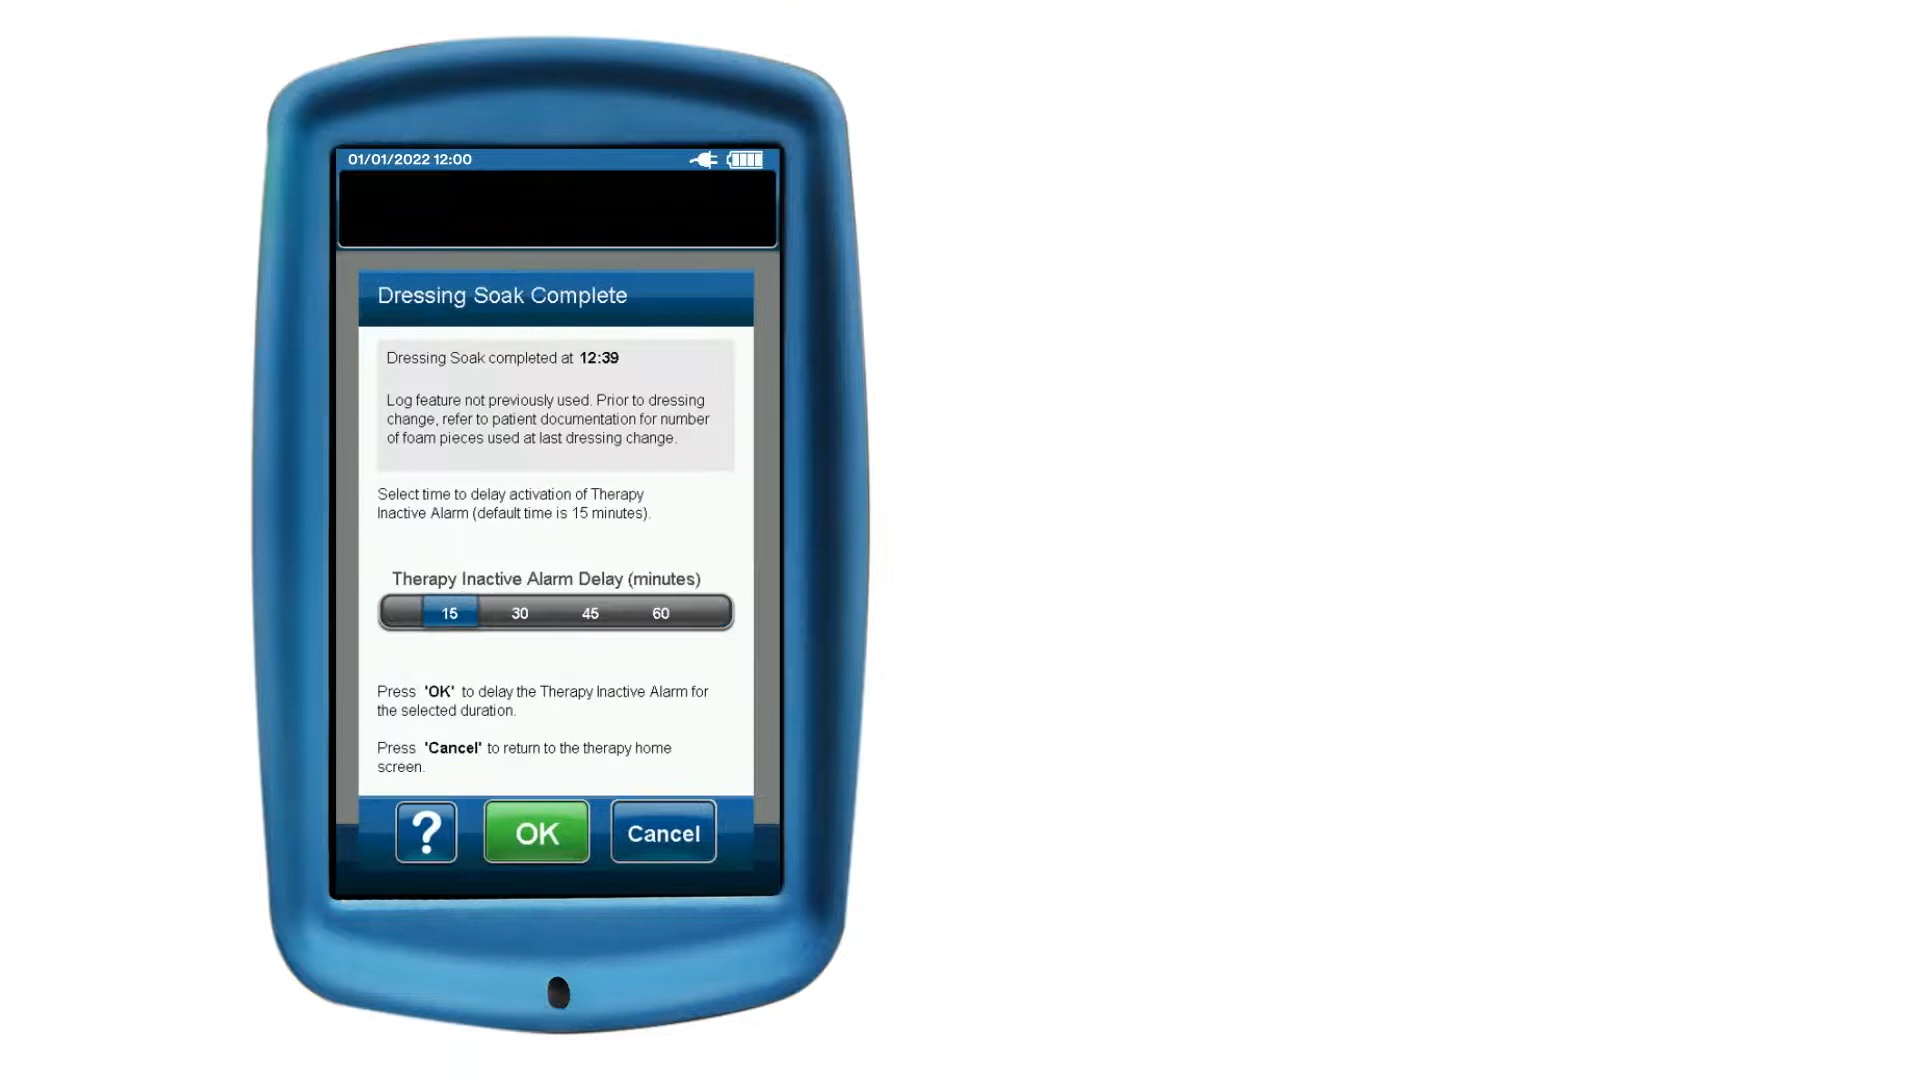 01/01/2022 12:00
Dressing Soak Complete
Dressing Soak completed at 12:39
Log feature not previously used. Prior to dressing
change, refer to patient documentation for number
of foam pieces used at last dressing change.
Select time to delay activation of Therapy
Inactive Alarm (default time is 15 minutes).
Therapy Inactive Alarm Delay (minutes)
15 30 45 60
Press 'OK' to delay the Therapy Inactive Alarm for
the selected duration.
Press 'Cancel' to return to the therapy home
screen.
? OK Cancel